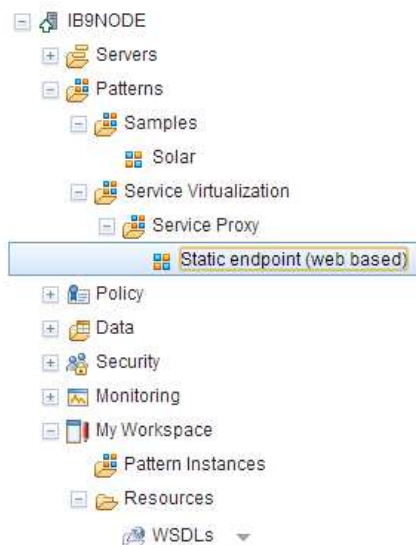 IB9NODE
Servers
Patterns
Samples
Solar
Service Virtualization
Service Proxy
Static endpoint (web based)
Policy
Data
Security
Monitoring
My Workspace
Pattern Instances
Resources
WSDLs